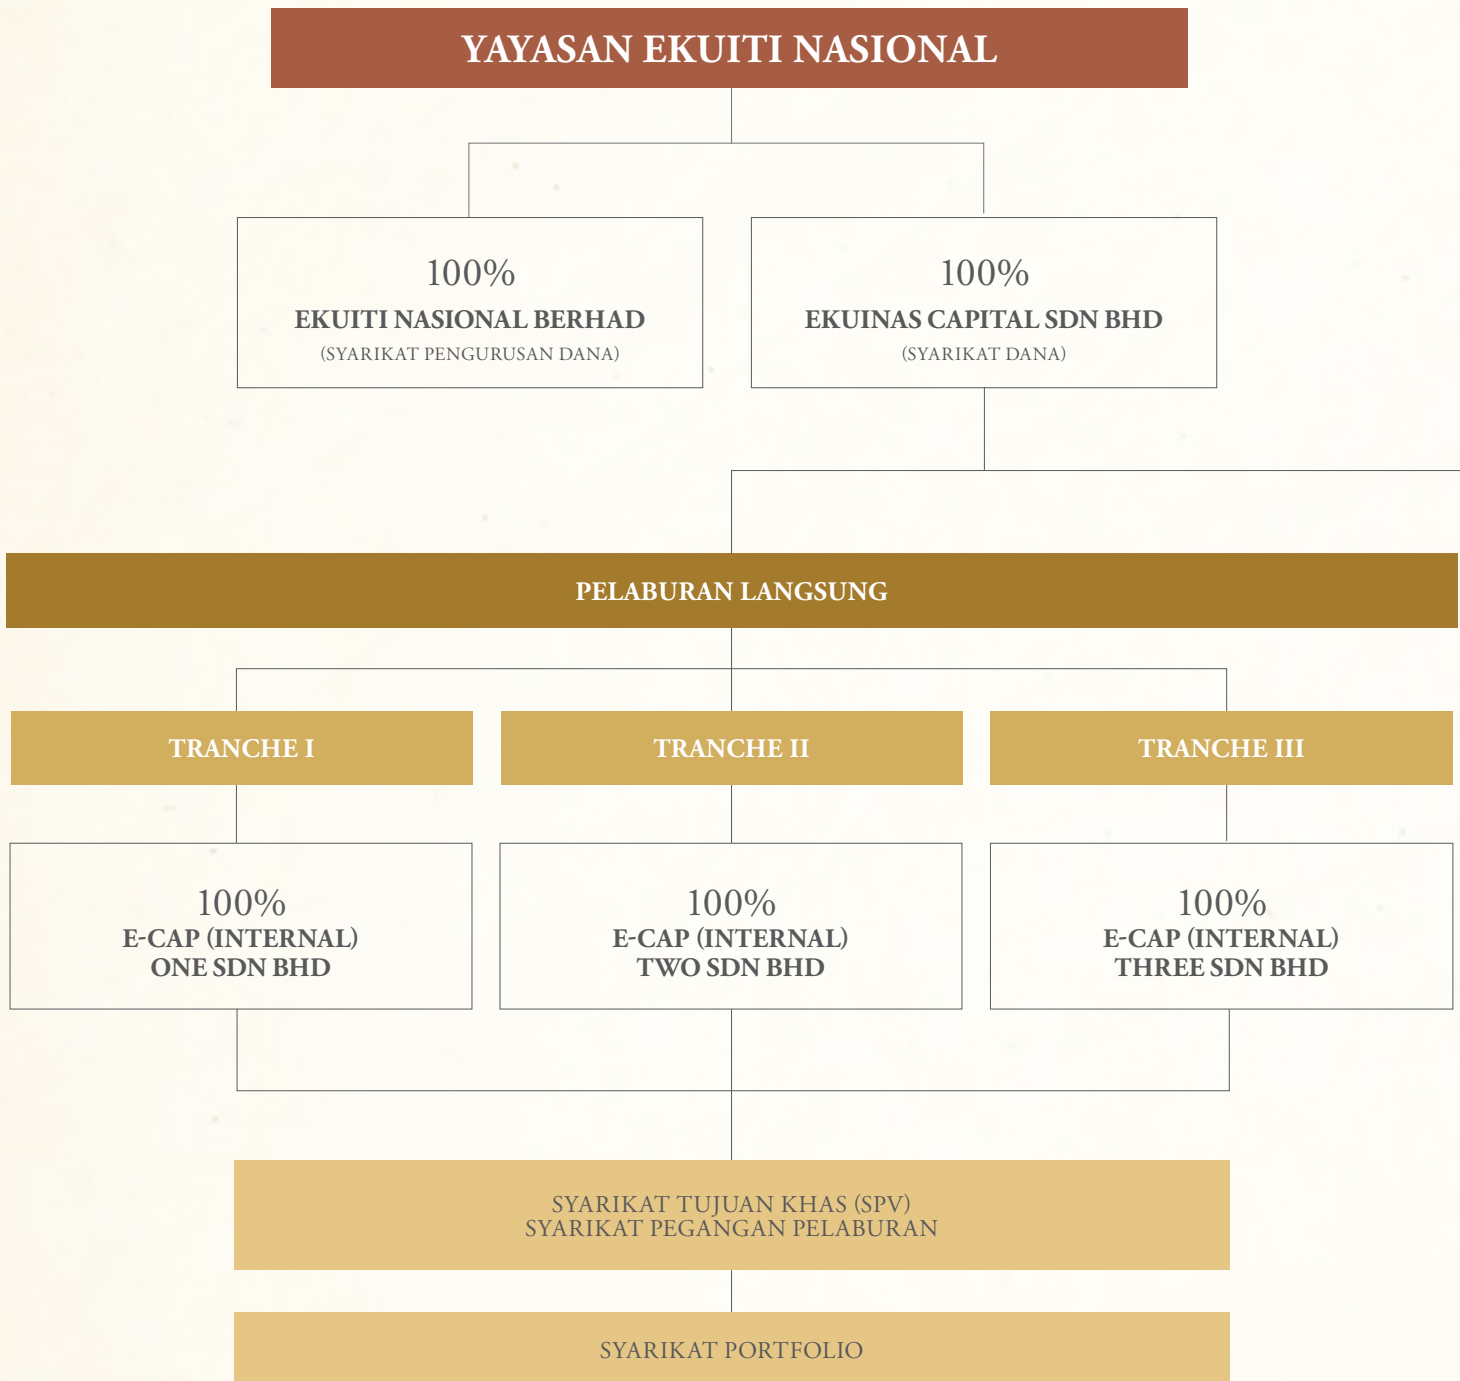 YAYASAN EKUITI NASIONAL
100%
EKUITI NASIONAL BERHAD
(SYARIKAT PENGURUSAN DANA)
100%
EKUINAS CAPITAL SDN BHD
(SYARIKAT DANA)
PELABURAN LANGSUNG
TRANCHE I
TRANCHE II
TRANCHE III
100%
E-CAP (INTERNAL)
ONE SDN BHD
100%
E-CAP (INTERNAL)
TWO SDN BHD
100%
E-CAP (INTERNAL)
THREE SDN BHD
SYARIKAT TUJUAN KHAS (SPV)
SYARIKAT PEGANGAN PELABURAN
SYARIKAT PORTFOLIO